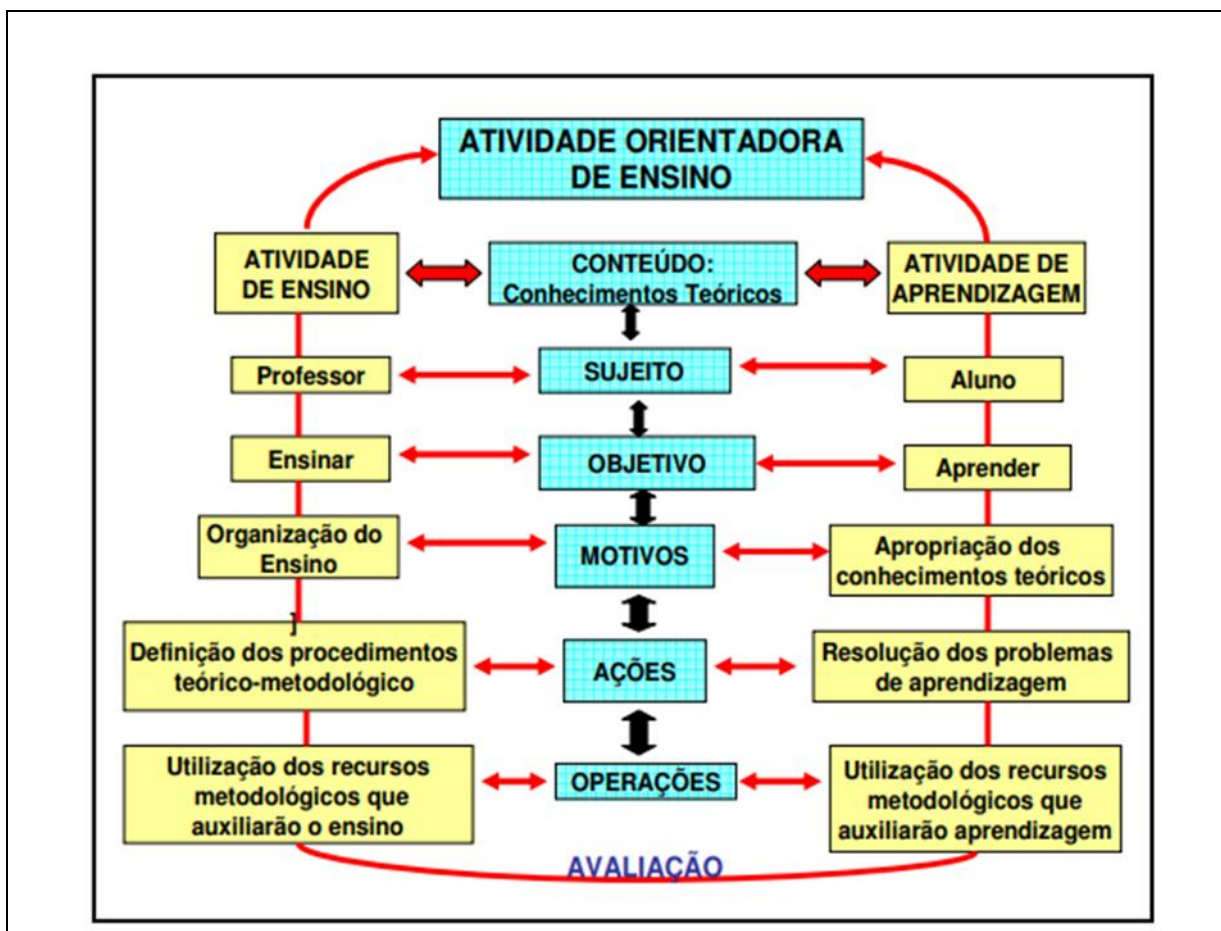 ATIVIDADE ORIENTADORA
DE ENSINO
ATIVIDADE
DE ENSINO
CONTEÚDO:
Conhecimentos Teóricos
ATIVIDADE DE
APRENDIZAGEM
Professor
SUJEITO
Aluno
Ensinar
OBJETIVO
Aprender
Organização do
Ensino
MOTIVOS
Apropriação dos
conhecimentos teóricos
]
Definição dos procedimentos
teórico-metodológico
AÇÕES
Resolução dos problemas
de aprendizagem
Utilização dos recursos
metodológicos que
auxiliarão o ensino
OPERAÇÕES
Utilização dos recursos
metodológicos que
auxiliarão aprendizagem
AVALIAÇÃO